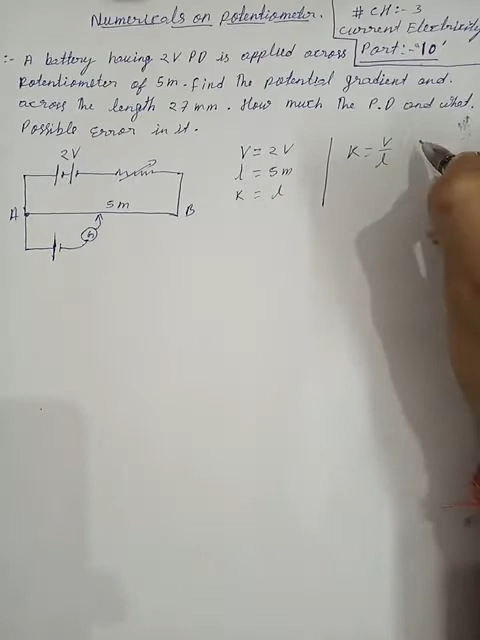 Numericals on potentiometer.
# CH:- 3
Current Electricity
Part:- '10'
:- A battery having 2V PD is applied across
Potentiometer of 5m. find the potential gradient and.
across the length 27 mm. How much the P.D and what.
Possible Error in it.
2V
A
5m
B
G
V = 2V
l = 5m
K = l
K = V/l